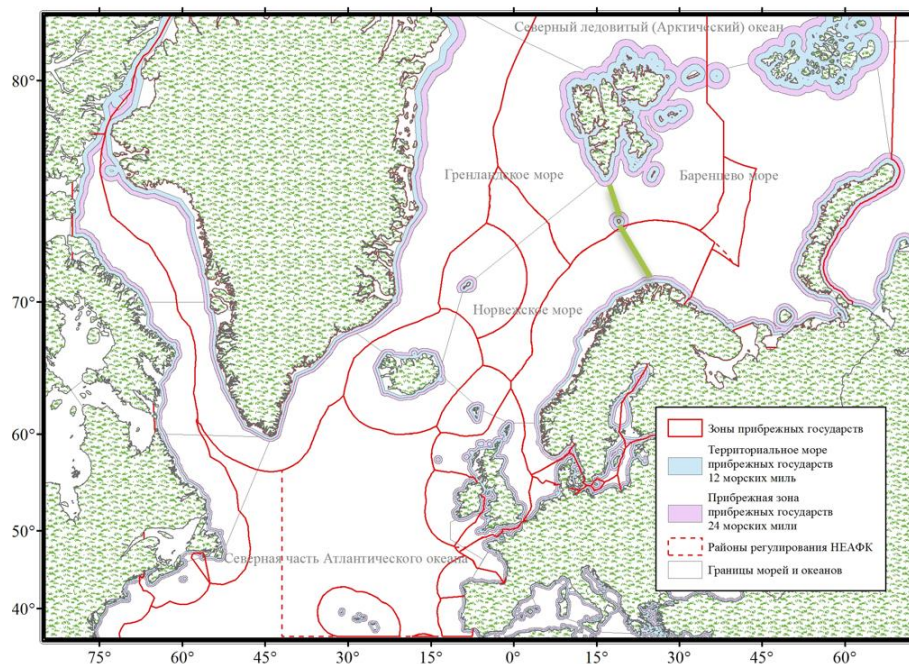 Северный ледовитый (Арктический) океан
80°
Гренландское море
Баренцево море
70°
Норвежское море
60°
50°
Северная часть Атлантического океана
40°
75°
60°
45°
30°
15°
0°
15°
30°
45°
60°
Зоны прибрежных государств
Территориальное море
прибрежных государств
12 морских миль
Прибрежная зона
прибрежных государств
24 морских мили
Районы регулирования НЕАФК
Границы морей и океанов